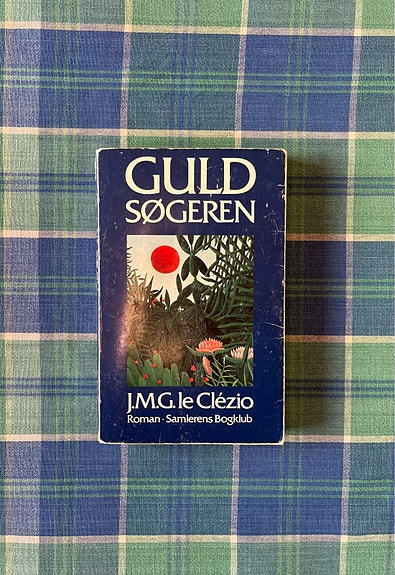 GULD
SØGEREN
J.M.G. le Clézio
Roman · Samlerens Bogklub